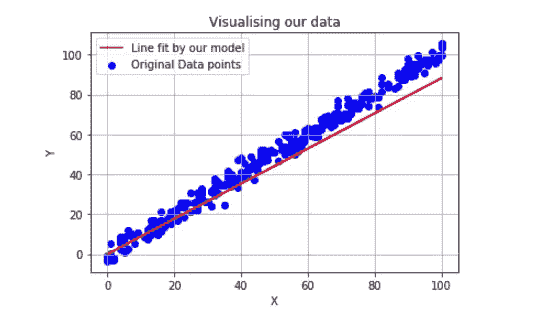 Visualising our data
Line fit by our model
Original Data points
100
80
60
40
20
0
Y
0 20 40 60 80 100
X